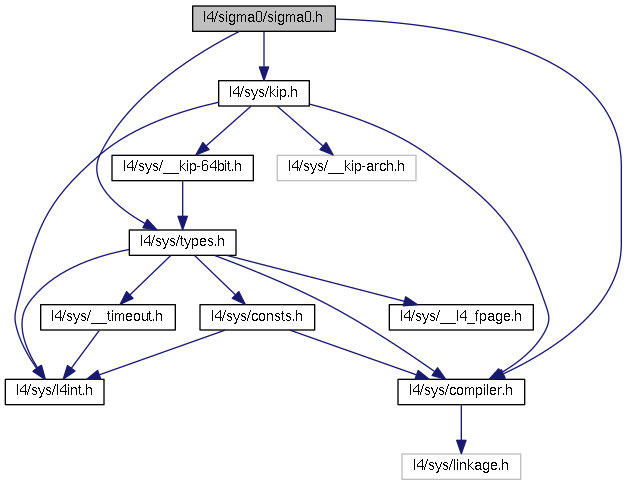 l4/sigma0/sigma0.h
l4/sys/kip.h
l4/sys/__kip-64bit.h
l4/sys/__kip-arch.h
l4/sys/types.h
l4/sys/__timeout.h
l4/sys/consts.h
l4/sys/__l4_fpage.h
l4/sys/l4int.h
l4/sys/compiler.h
l4/sys/linkage.h